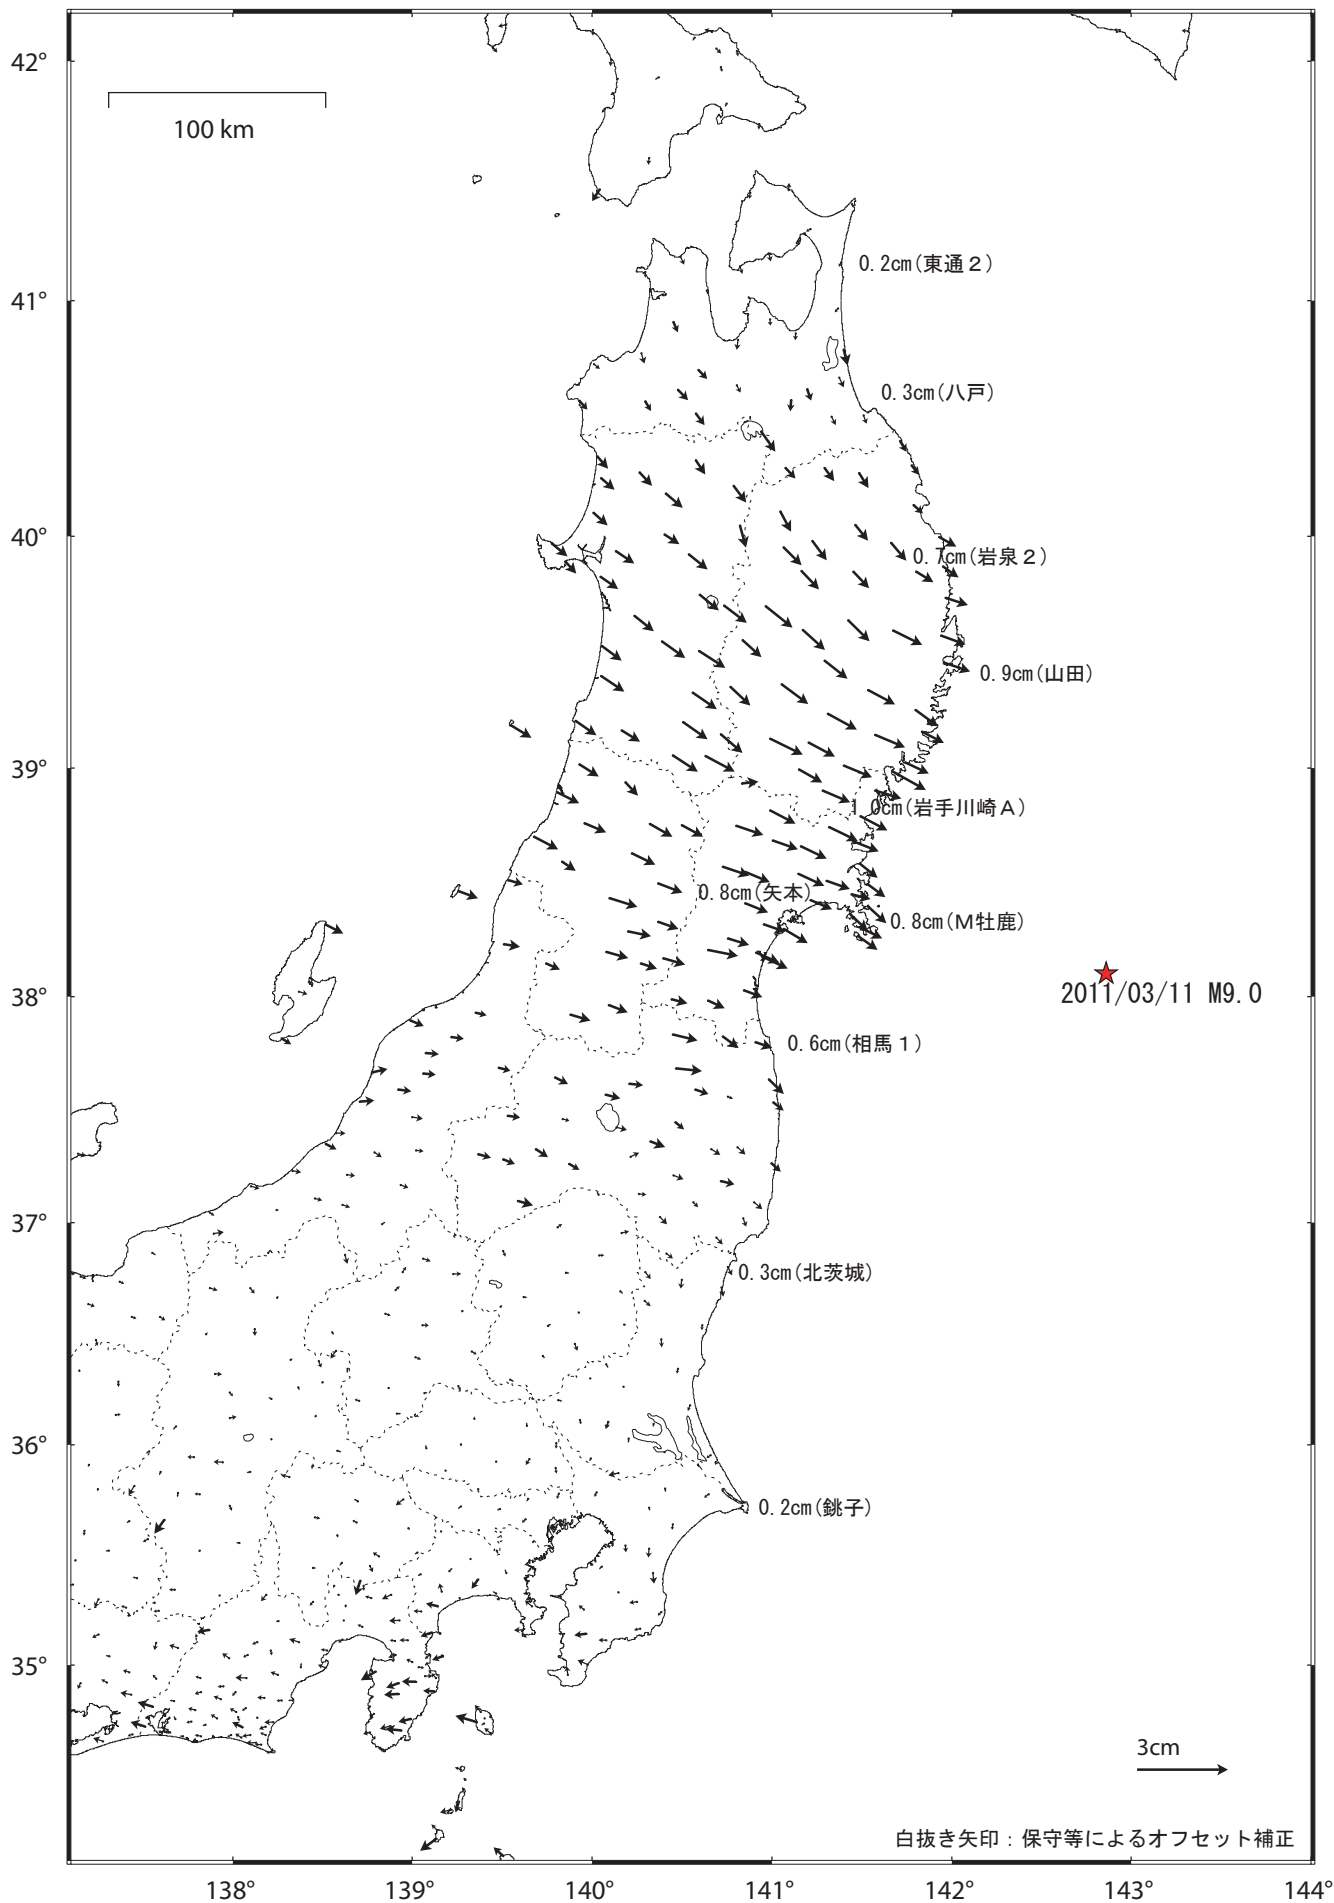 42°
100 km
0.2cm(東通２)
41°
0.3cm(八戸)
40°
0.7cm(岩泉２)
0.9cm(山田)
39°
1.0cm(岩手川崎Ａ)
0.8cm(矢本)
0.8cm(Ｍ牡鹿)
38°
2011/03/11 M9.0
0.6cm(相馬１)
37°
0.3cm(北茨城)
36°
0.2cm(銚子)
35°
3cm
白抜き矢印：保守等によるオフセット補正
138° 139° 140° 141° 142° 143° 144°